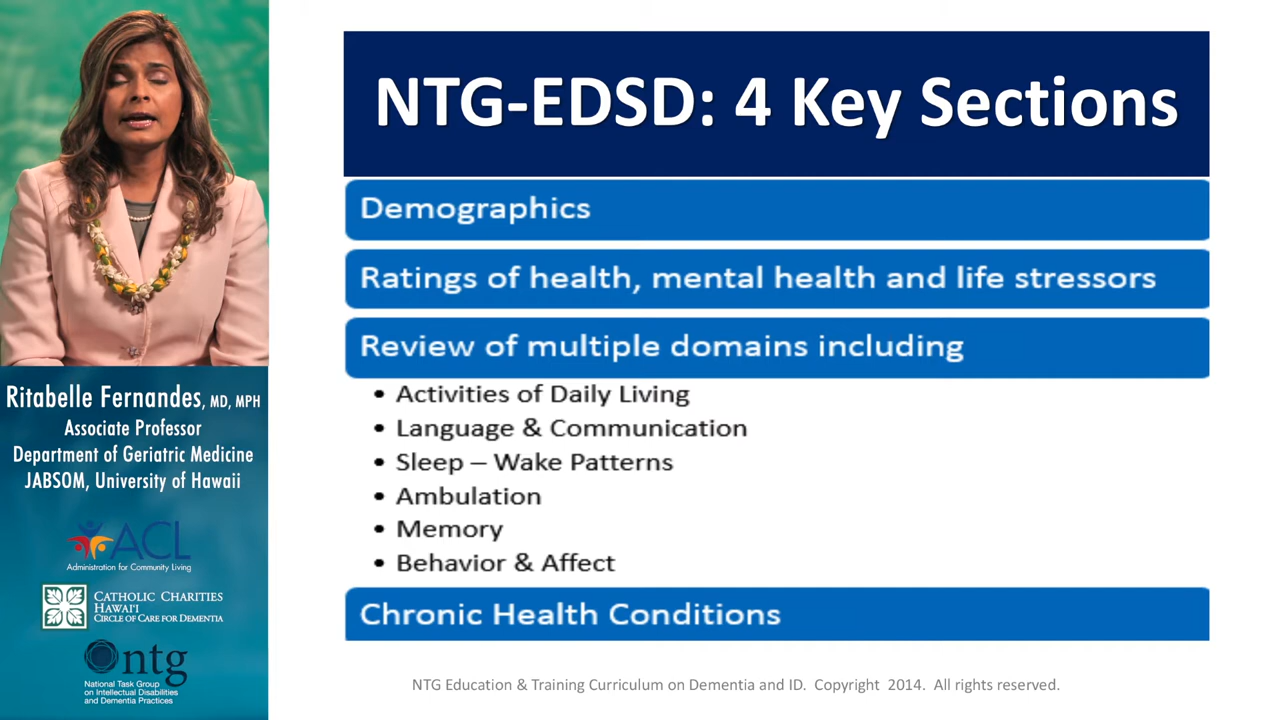 NTG-EDSD: 4 Key Sections
Demographics
Ratings of health, mental health and life stressors
Review of multiple domains including
• Activities of Daily Living
• Language & Communication
• Sleep – Wake Patterns
• Ambulation
• Memory
• Behavior & Affect
Chronic Health Conditions
NTG Education & Training Curriculum on Dementia and ID. Copyright 2014. All rights reserved.
Ritabelle Fernandes, MD, MPH
Associate Professor
Department of Geriatric Medicine
JABSOM, University of Hawaii
ACL
Administration for Community Living
CATHOLIC CHARITIES
HAWAI'I
CIRCLE OF CARE FOR DEMENTIA
ntg
National Task Group
on Intellectual Disabilities
and Dementia Practices